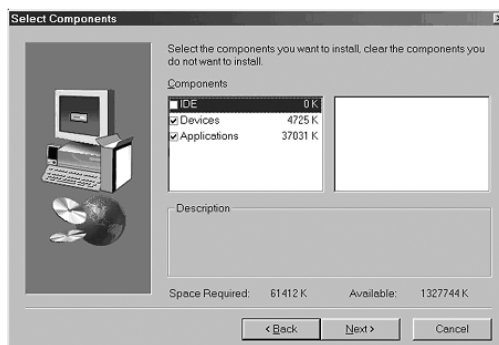 Select Components
Select the components you want to install, clear the components you
do not want to install.
Components
IDE 0 K
Devices 4725 K
Applications 37031 K
Description
Space Required: 61412 K Available: 1327744 K
< Back Next > Cancel